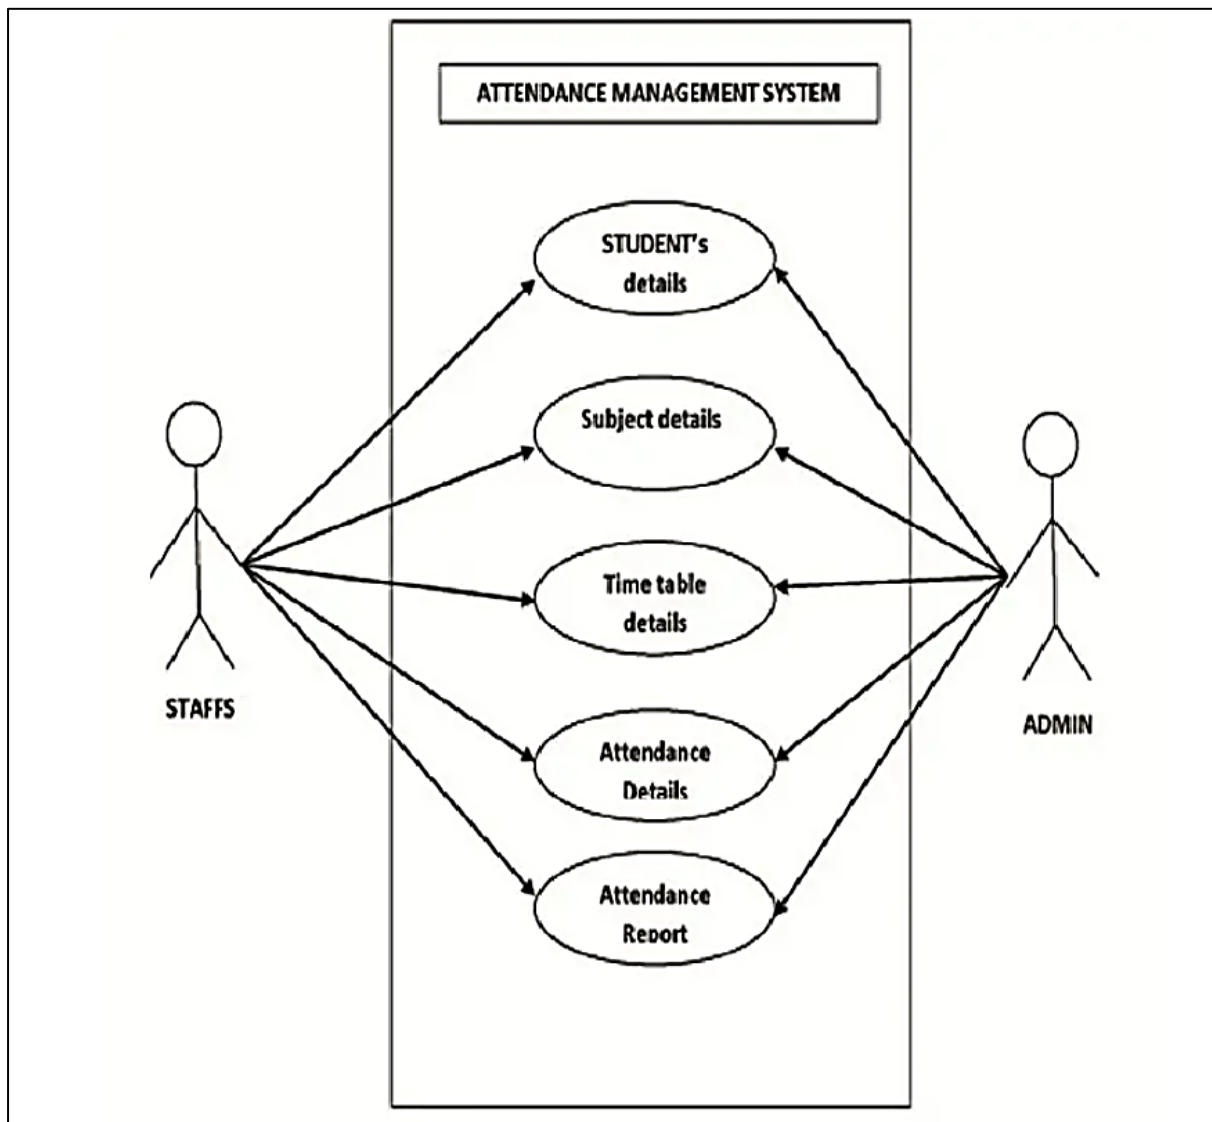 ATTENDANCE MANAGEMENT SYSTEM
STUDENT's
details
Subject details
Time table
details
STAFFS
ADMIN
Attendance
Details
Attendance
Report